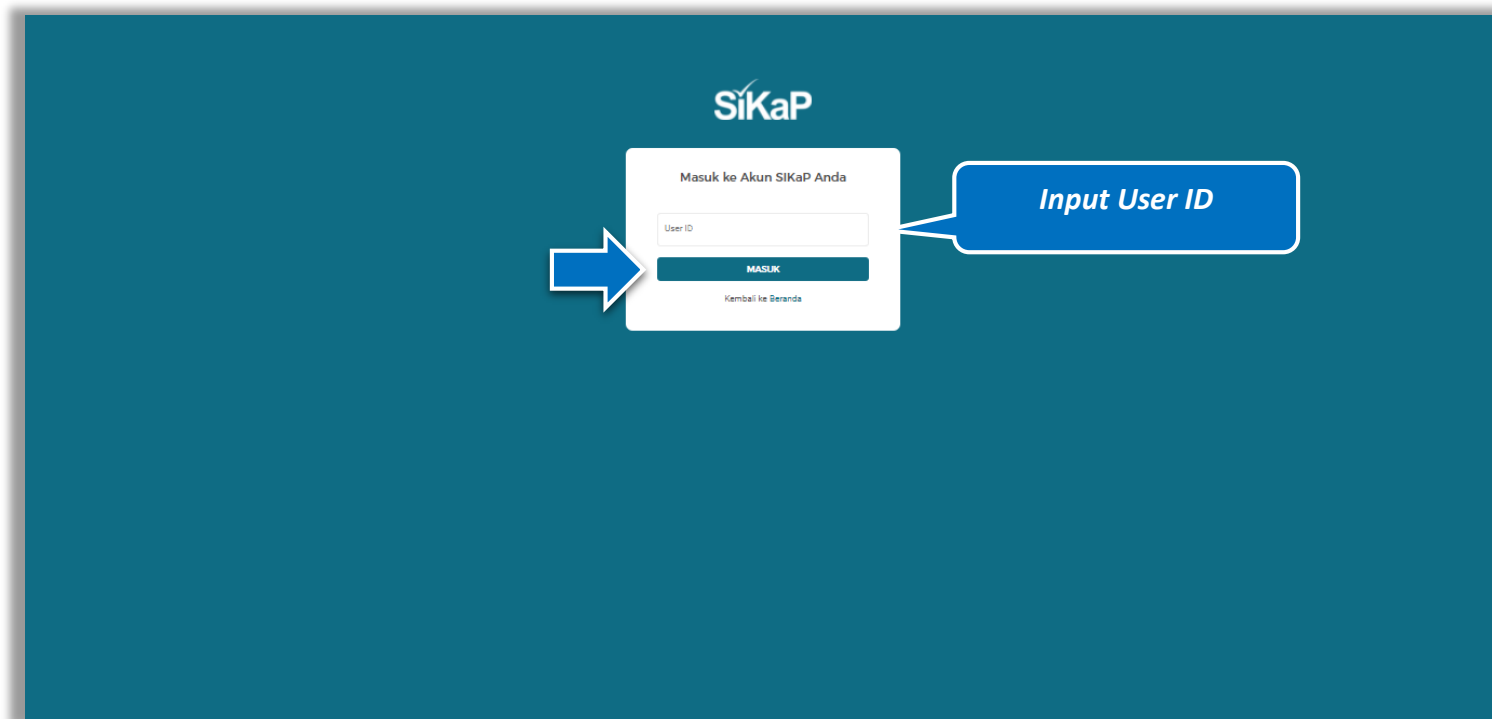 SiKaP
Masuk ke Akun SIKaP Anda
Input User ID
User ID
MASUK
Kembali ke Beranda